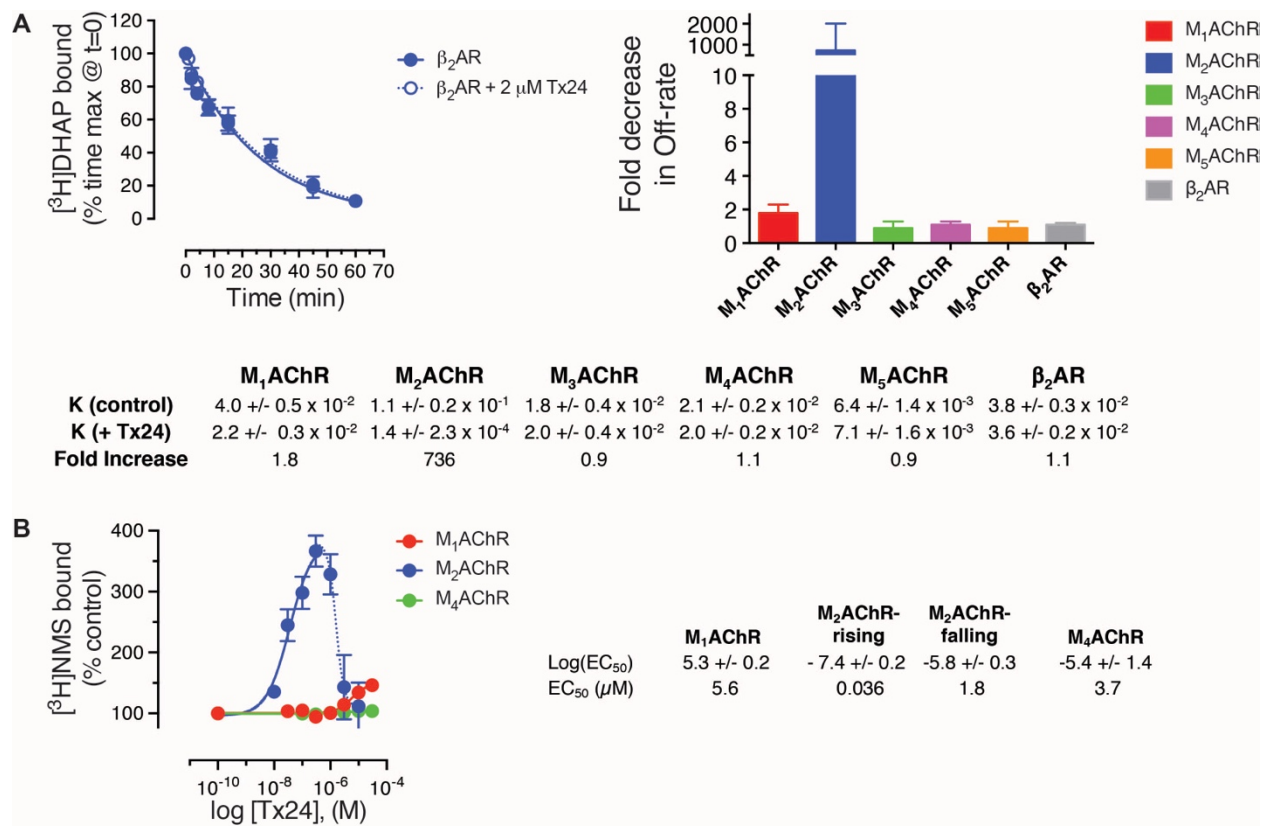 A
[³H]DHAP bound
(% time max @ t=0)
120
100
80
60
40
20
0
0 10 20 30 40 50 60 70
Time (min)
β₂AR
β₂AR + 2 μM Tx24
Fold decrease
in Off-rate
2000
1000
10
8
6
4
2
0
M₁AChR
M₂AChR
M₃AChR
M₄AChR
M₅AChR
β₂AR
M₁AChR
M₂AChR
M₃AChR
M₄AChR
M₅AChR
β₂AR
M₁AChR M₂AChR M₃AChR M₄AChR M₅AChR β₂AR
K (control) 4.0 +/- 0.5 x 10⁻² 1.1 +/- 0.2 x 10⁻¹ 1.8 +/- 0.4 x 10⁻² 2.1 +/- 0.2 x 10⁻² 6.4 +/- 1.4 x 10⁻³ 3.8 +/- 0.3 x 10⁻²
K (+ Tx24) 2.2 +/- 0.3 x 10⁻² 1.4 +/- 2.3 x 10⁻⁴ 2.0 +/- 0.4 x 10⁻² 2.0 +/- 0.2 x 10⁻² 7.1 +/- 1.6 x 10⁻³ 3.6 +/- 0.2 x 10⁻²
Fold Increase 1.8 736 0.9 1.1 0.9 1.1
B
[³H]NMS bound
(% control)
400
300
200
100
10⁻¹⁰ 10⁻⁸ 10⁻⁶ 10⁻⁴
log [Tx24], (M)
M₁AChR
M₂AChR
M₄AChR
M₁AChR M₂AChR-rising M₂AChR-falling M₄AChR
Log(EC₅₀) 5.3 +/- 0.2 - 7.4 +/- 0.2 -5.8 +/- 0.3 -5.4 +/- 1.4
EC₅₀ (µM) 5.6 0.036 1.8 3.7